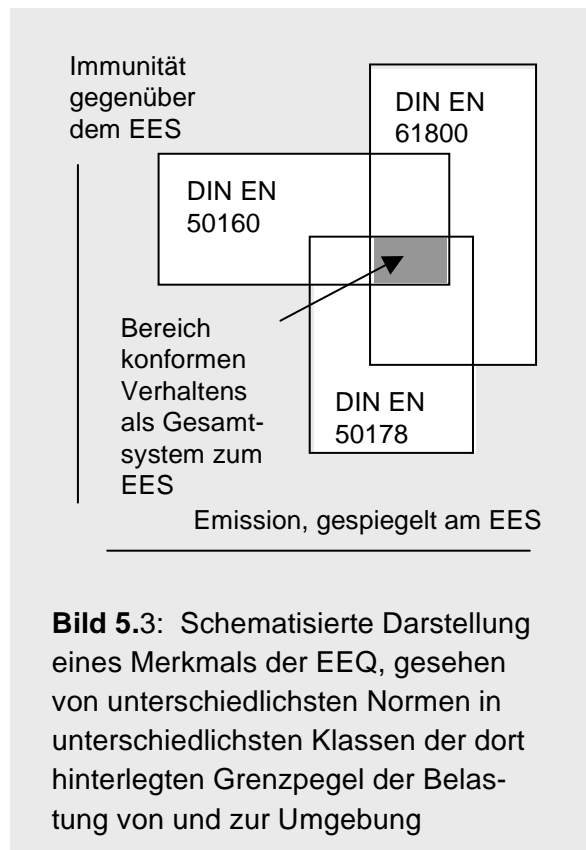 Immunität
gegenüber
dem EES
DIN EN
61800
DIN EN
50160
Bereich
konformen
Verhaltens
als Gesamt-
system zum
EES
DIN EN
50178
Emission, gespiegelt am EES
Bild 5.3: Schematisierte Darstellung
eines Merkmals der EEQ, gesehen
von unterschiedlichsten Normen in
unterschiedlichsten Klassen der dort
hinterlegten Grenzpegel der Belas-
tung von und zur Umgebung